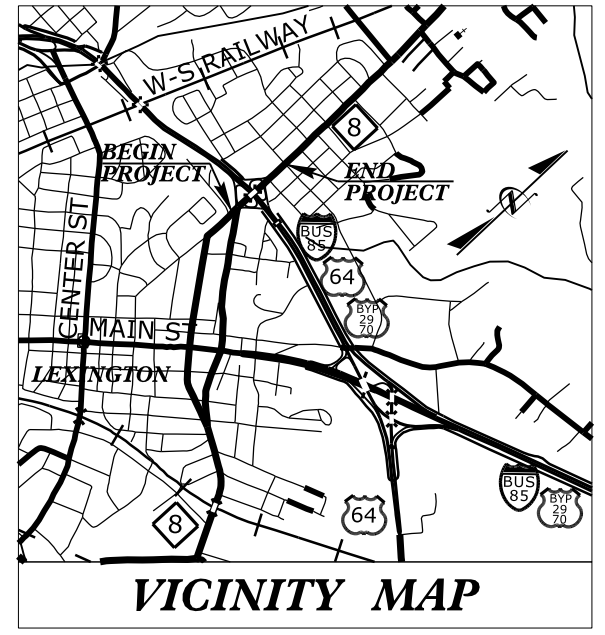 W-S RAILWAY
8
BEGIN
PROJECT
END
PROJECT
N
CENTER ST
BUS
85
64
BYP
29
70
MAIN ST
LEXINGTON
BUS
85
BYP
29
70
64
8
VICINITY MAP